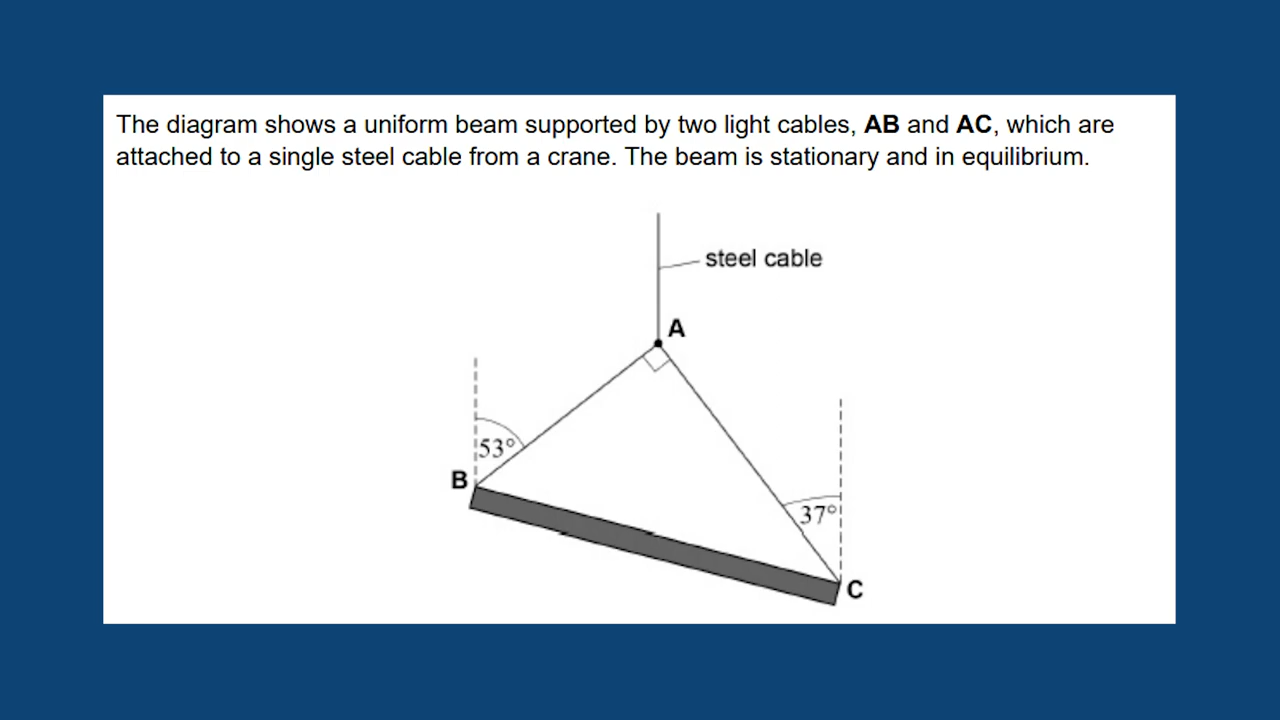 The diagram shows a uniform beam supported by two light cables, AB and AC, which are
attached to a single steel cable from a crane. The beam is stationary and in equilibrium.
steel cable
A
53°
B
37°
C